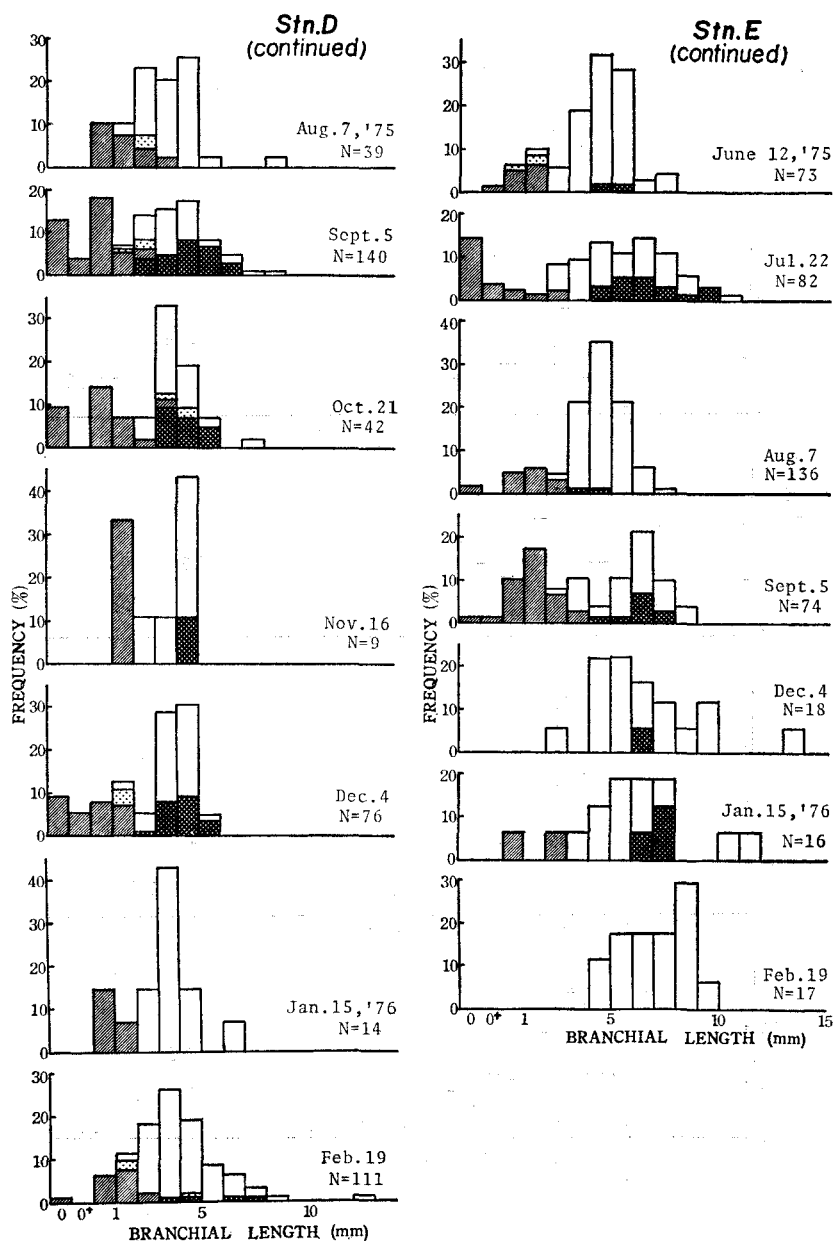 Stn.D
(continued)
30
20
10
0
Aug.7,'75
N=39
20
10
0
Sept.5
N=140
30
20
10
0
Oct.21
N=42
40
30
20
10
0
Nov.16
N=9
30
20
10
0
Dec.4
N=76
40
30
20
10
0
Jan.15,'76
N=14
30
20
10
0
Feb.19
N=111
0 0+ 1 5 10
BRANCHIAL LENGTH (mm)
FREQUENCY (%)
Stn.E
(continued)
30
20
10
0
June 12,'75
N=73
20
10
0
Jul.22
N=82
40
30
20
10
0
Aug.7
N=136
20
10
0
Sept.5
N=74
30
20
10
0
Dec.4
N=18
20
10
0
Jan.15,'76
N=16
30
20
10
0
Feb.19
N=17
0 0+ 1 5 10 15
BRANCHIAL LENGTH (mm)
FREQUENCY (%)